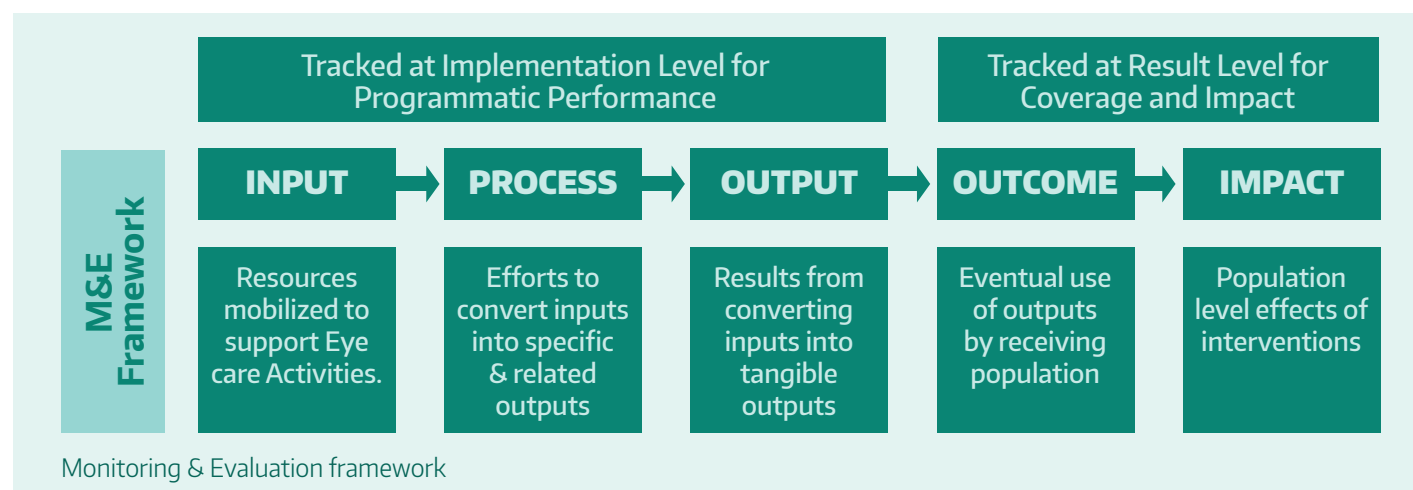 Tracked at Implementation Level for
Programmatic Performance
Tracked at Result Level for
Coverage and Impact
M&E
Framework
INPUT
PROCESS
OUTPUT
OUTCOME
IMPACT
Resources
mobilized to
support Eye
care Activities.
Efforts to
convert inputs
into specific
& related
outputs
Results from
converting
inputs into
tangible
outputs
Eventual use
of outputs
by receiving
population
Population
level effects of
interventions
Monitoring & Evaluation framework